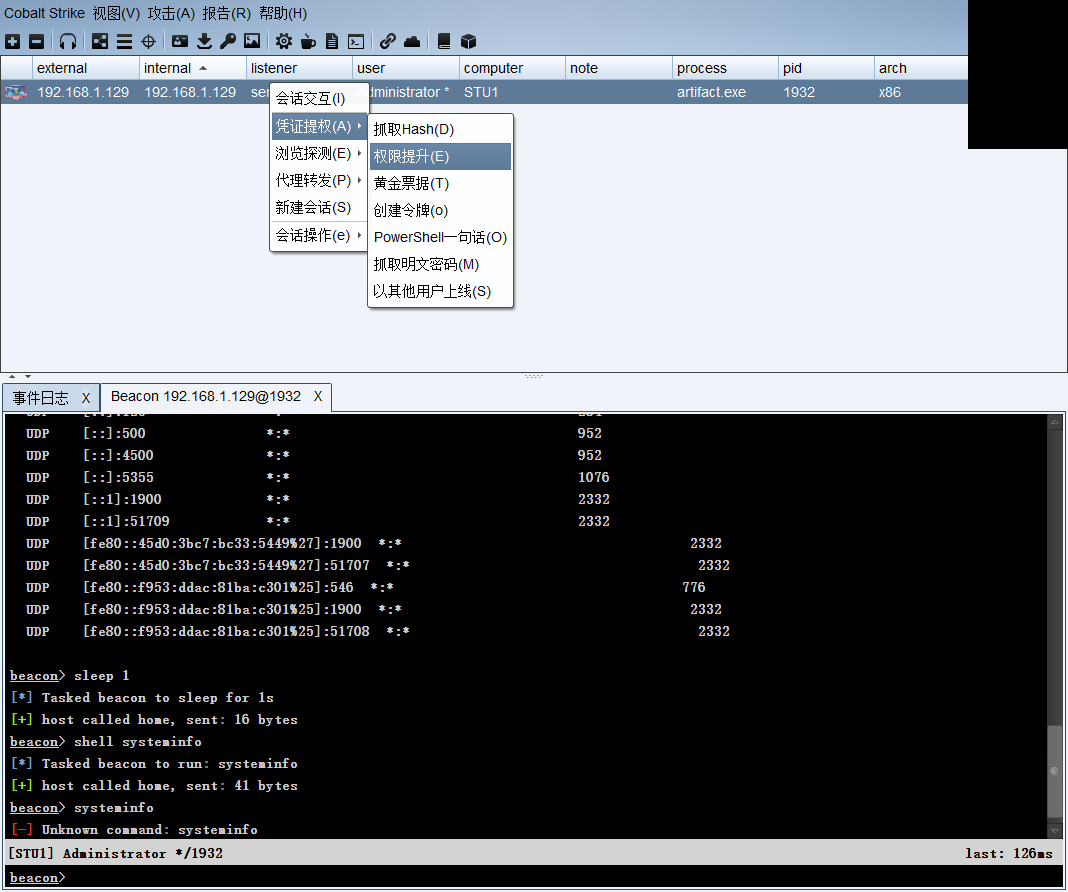 Cobalt Strike 视图(V) 攻击(A) 报告(R) 帮助(H)
external internal listener user computer note process pid arch
192.168.1.129 192.168.1.129 ser dministrator * STU1 artifact.exe 1932 x86
会话交互(I)
凭证提权(A)
浏览探测(E)
代理转发(P)
新建会话(S)
会话操作(e)
抓取Hash(D)
权限提升(E)
黄金票据(T)
创建令牌(o)
PowerShell一句话(O)
抓取明文密码(M)
以其他用户上线(S)
事件日志 X Beacon 192.168.1.129@1932 X
UDP [::]:500 *:* 952
UDP [::]:4500 *:* 952
UDP [::]:5355 *:* 1076
UDP [::1]:1900 *:* 2332
UDP [::1]:51709 *:* 2332
UDP [fe80::45d0:3bc7:bc33:5449%27]:1900 *:* 2332
UDP [fe80::45d0:3bc7:bc33:5449%27]:51707 *:* 2332
UDP [fe80::f953:ddac:81ba:c301%25]:546 *:* 776
UDP [fe80::f953:ddac:81ba:c301%25]:1900 *:* 2332
UDP [fe80::f953:ddac:81ba:c301%25]:51708 *:* 2332
beacon> sleep 1
[*] Tasked beacon to sleep for 1s
[+] host called home, sent: 16 bytes
beacon> shell systeminfo
[*] Tasked beacon to run: systeminfo
[+] host called home, sent: 41 bytes
beacon> systeminfo
[-] Unknown command: systeminfo
[STU1] Administrator */1932 last: 126ms
beacon>